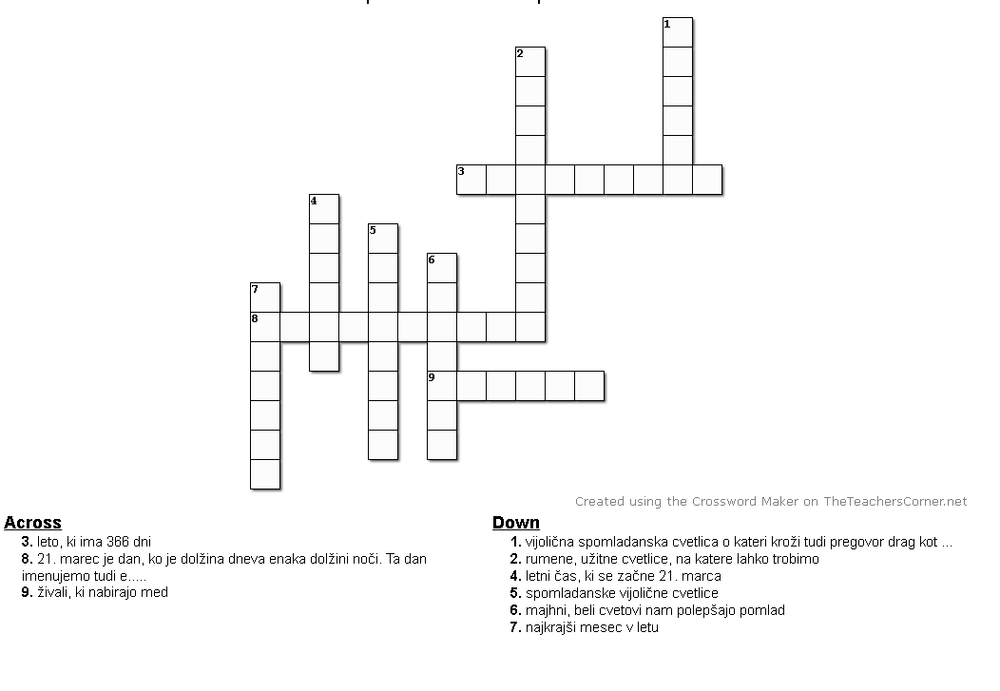 1
2
3
4
5
6
7
8
9
Created using the Crossword Maker on TheTeachersCorner.net
Across
3. leto, ki ima 366 dni
8. 21. marec je dan, ko je dolžina dneva enaka dolžini noči. Ta dan
imenujemo tudi e.....
9. živali, ki nabirajo med
Down
1. vijolična spomladanska cvetlica o kateri kroži tudi pregovor drag kot ...
2. rumene, užitne cvetlice, na katere lahko trobimo
4. letni čas, ki se začne 21. marca
5. spomladanske vijolične cvetlice
6. majhni, beli cvetovi nam polepšajo pomlad
7. najkrajši mesec v letu